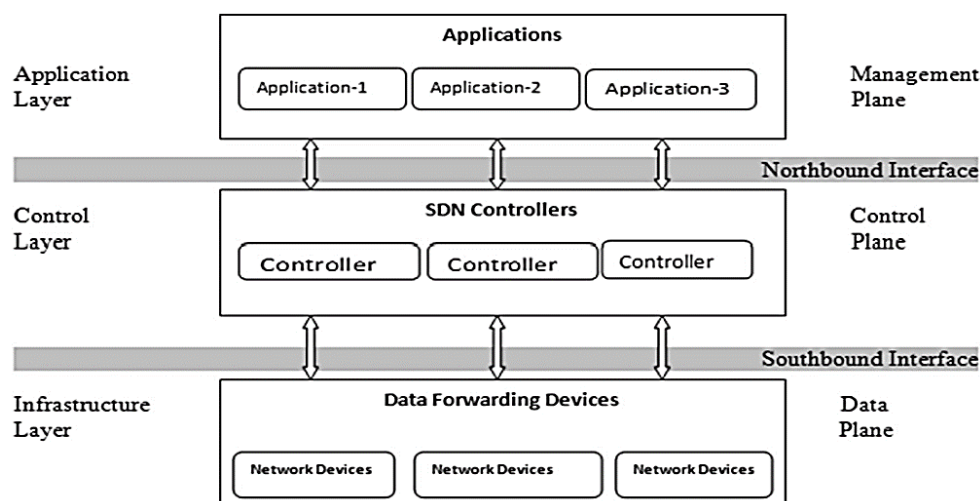 Applications
Application Layer
Application-1 Application-2 Application-3
Management Plane
Northbound Interface
SDN Controllers
Control Layer
Controller Controller Controller
Control Plane
Southbound Interface
Data Forwarding Devices
Infrastructure Layer
Data Plane
Network Devices Network Devices Network Devices